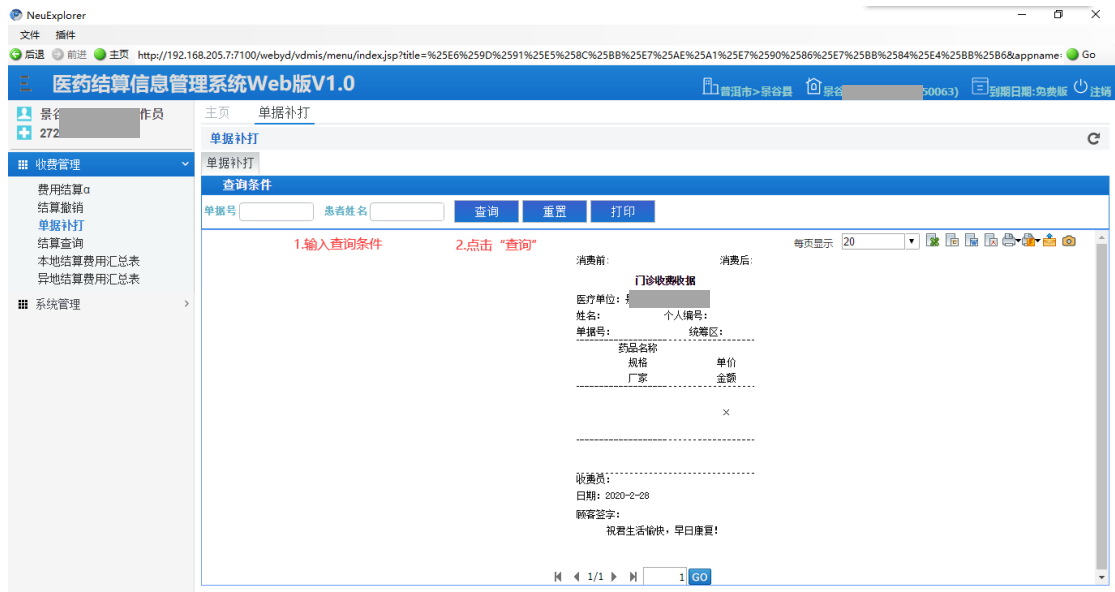 NeuExplorer
文件 插件
后退 前进 主页 http://192.168.205.7:7100/webyd/vdmis/menu/index.jsp?title=%25E6%259D%2591%25E5%258C%25BB%25E7%25AE%25A1%25E7%2590%2586%25E7%25BB%2584%25E4%25BB%25B6&appname: Go
医药结算信息管理系统Web版V1.0
普洱市>景谷县 景谷 50063) 到期日期:免费版 注销
景谷 作员
272
主页 单据补打
单据补打
收费管理
单据补打
查询条件
费用结算α
结算撤销
单据补打
结算查询
本地结算费用汇总表
异地结算费用汇总表
系统管理
单据号 患者姓名 查询 重置 打印
1.输入查询条件 2.点击“查询”
每页显示 20
消费前: 消费后:
门诊收费收据
医疗单位:
姓名: 个人编号:
单据号: 统筹区:
药品名称
规格 单价
厂家 金额
×
收费员:
日期: 2020-2-28
顾客签字:
祝君生活愉快，早日康复!
1/1 1 GO